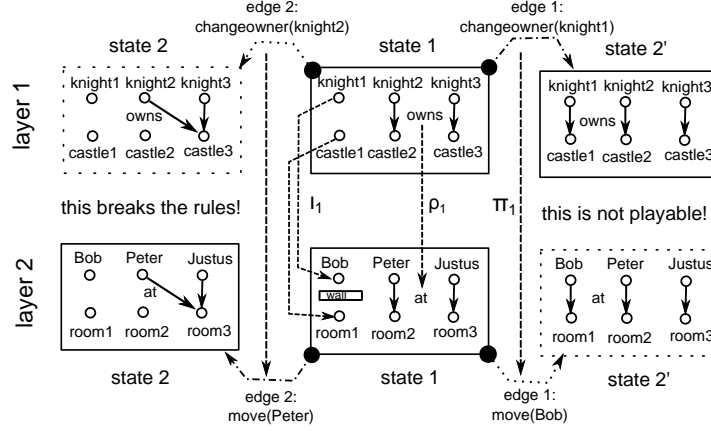 edge 2:
changeowner(knight2)
edge 1:
changeowner(knight1)
state 2
state 1
state 2'
layer 1
knight1 knight2 knight3
owns
castle1 castle2 castle3
knight1 knight2 knight3
owns
castle1 castle2 castle3
knight1 knight2 knight3
owns
castle1 castle2 castle3
this breaks the rules!
I₁
ρ₁
π₁
this is not playable!
layer 2
Bob Peter Justus
at
room1 room2 room3
Bob Peter Justus
wall
at
room1 room2 room3
Bob Peter Justus
at
room1 room2 room3
state 2
state 1
state 2'
edge 2:
move(Peter)
edge 1:
move(Bob)